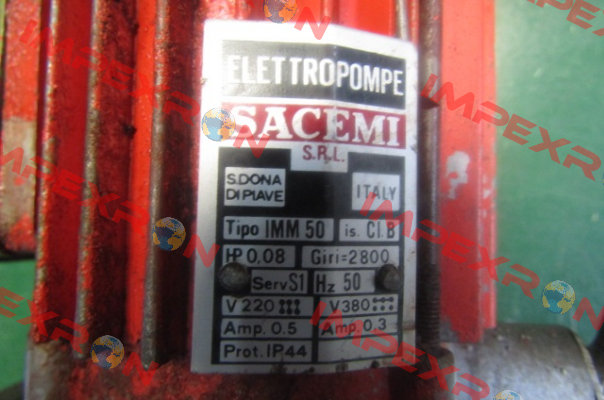 ELETTROPOMPE
SACEMI
S.R.L.
S.DONA DI PIAVE ITALY
Tipo IMM 50 is. Cl.B
HP 0,08 Giri=2800
Serv S1 Hz 50
V 220 V 380
Amp. 0.5 Amp. 0.3
Prot. IP44
IMPEXRON